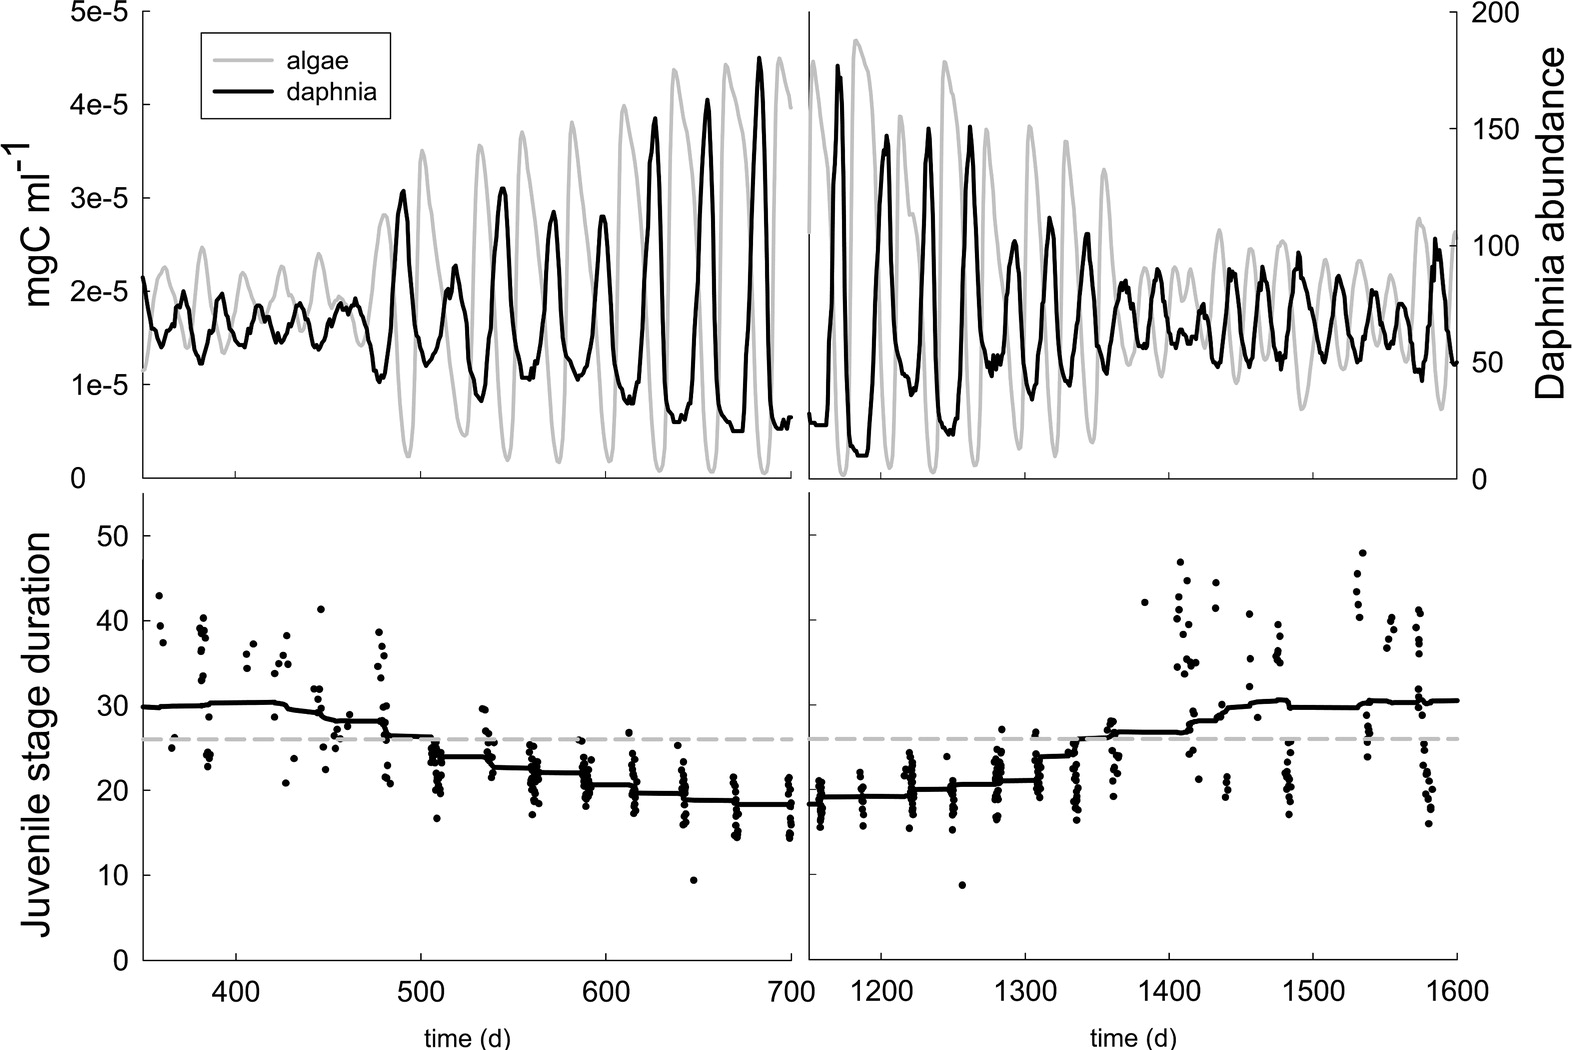 5e-5
4e-5
3e-5
2e-5
1e-5
0
mgC ml-1
algae
daphnia
200
150
100
50
0
Daphnia abundance
50
40
30
20
10
0
Juvenile stage duration
400 500 600 700 1200 1300 1400 1500 1600
time (d) time (d)